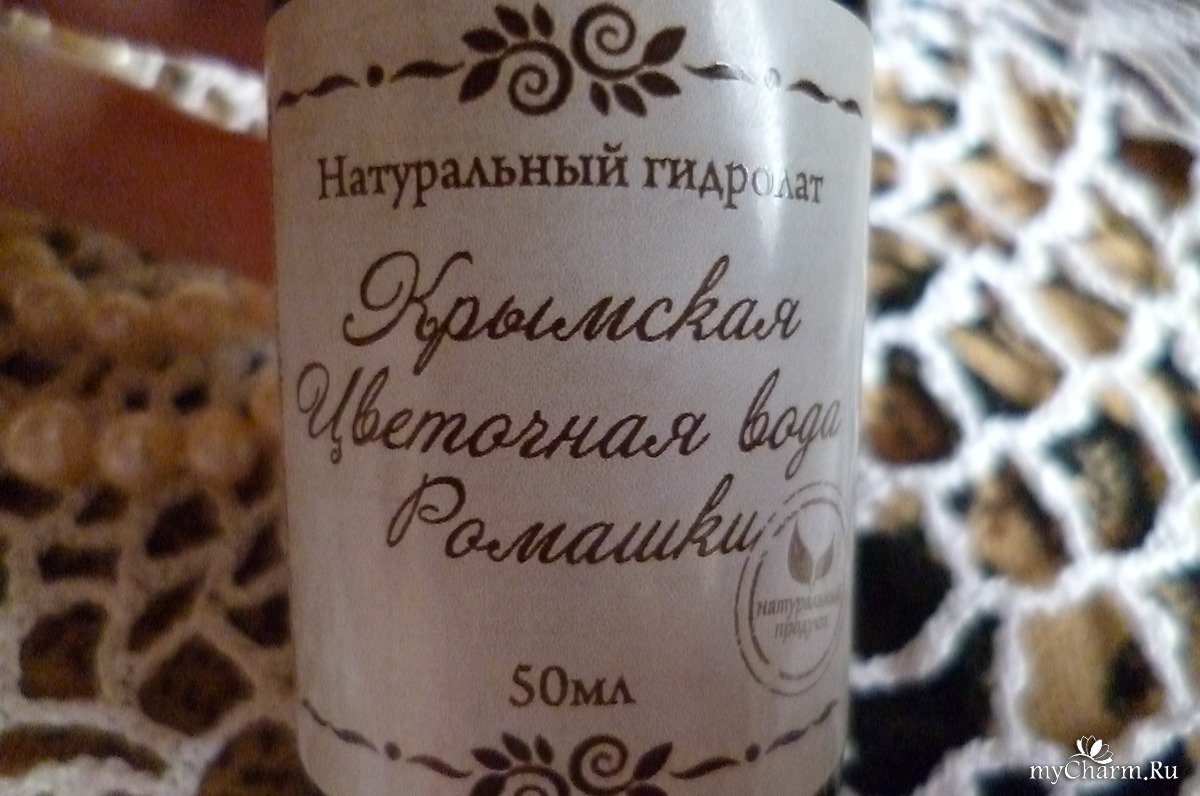 Натуральный гидролат
Крымская
Цветочная вода
Ромашки
натуральный
продукт
50мл
myCharm.Ru